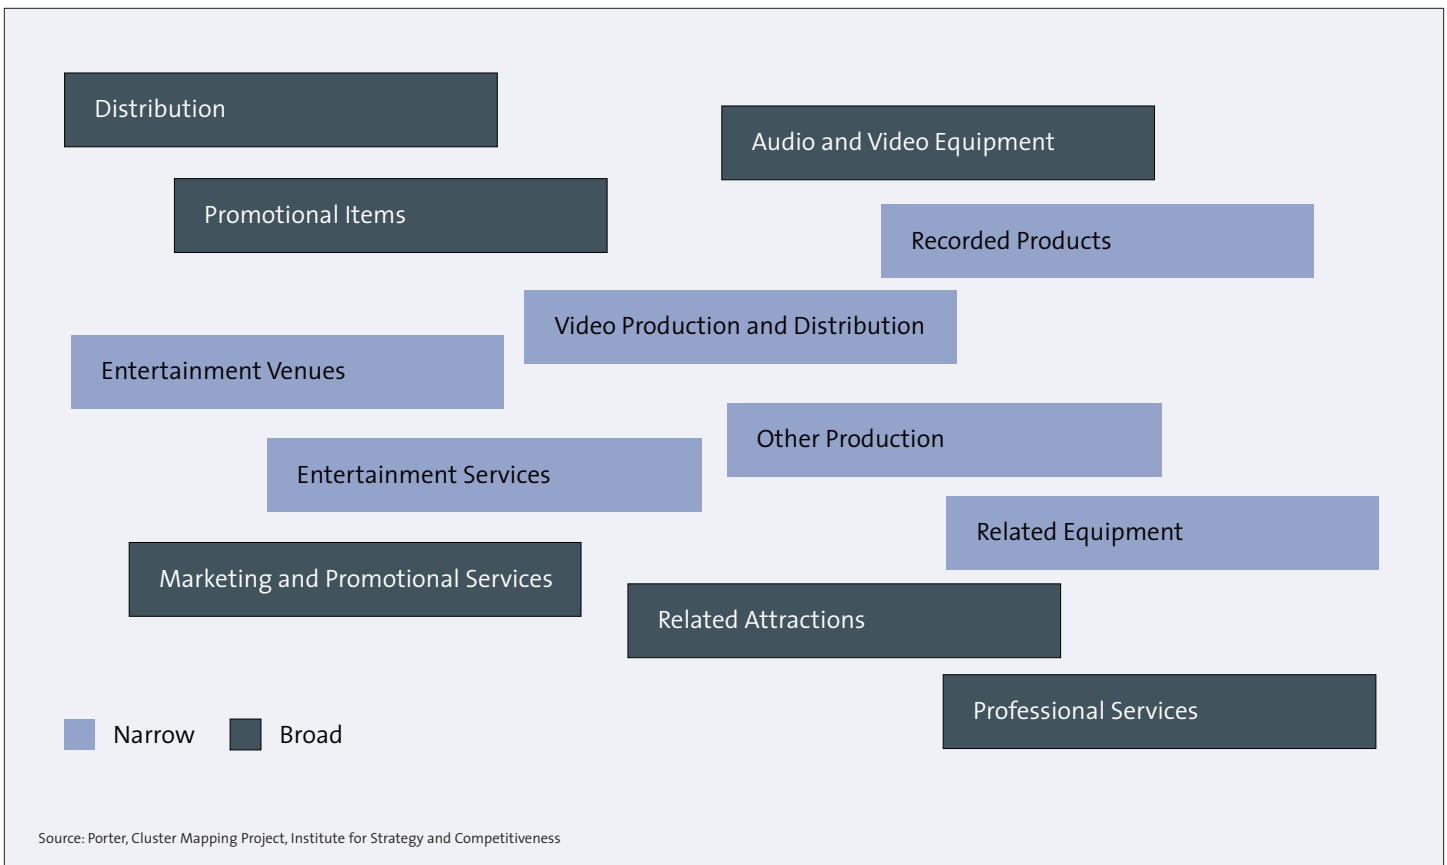 Distribution
Audio and Video Equipment
Promotional Items
Recorded Products
Video Production and Distribution
Entertainment Venues
Other Production
Entertainment Services
Related Equipment
Marketing and Promotional Services
Related Attractions
Professional Services
Narrow
Broad
Source: Porter, Cluster Mapping Project, Institute for Strategy and Competitiveness